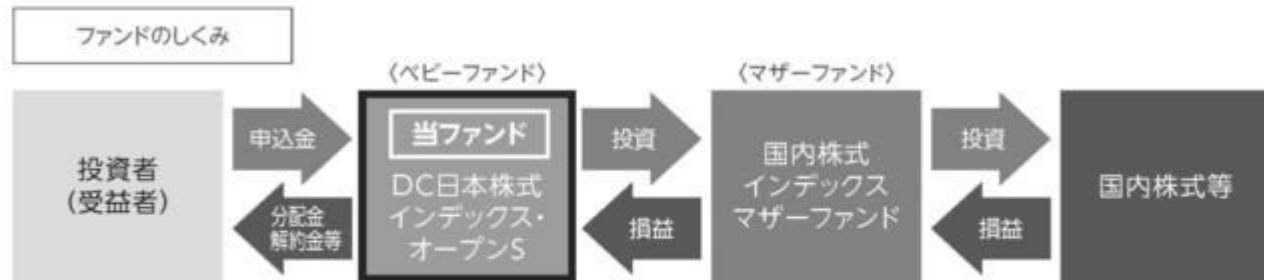 ファンドのしくみ
〈ベビーファンド〉
〈マザーファンド〉
投資者
(受益者)
申込金
分配金
解約金等
当ファンド
DC日本株式
インデックス・
オープンS
投資
損益
国内株式
インデックス
マザーファンド
投資
損益
国内株式等